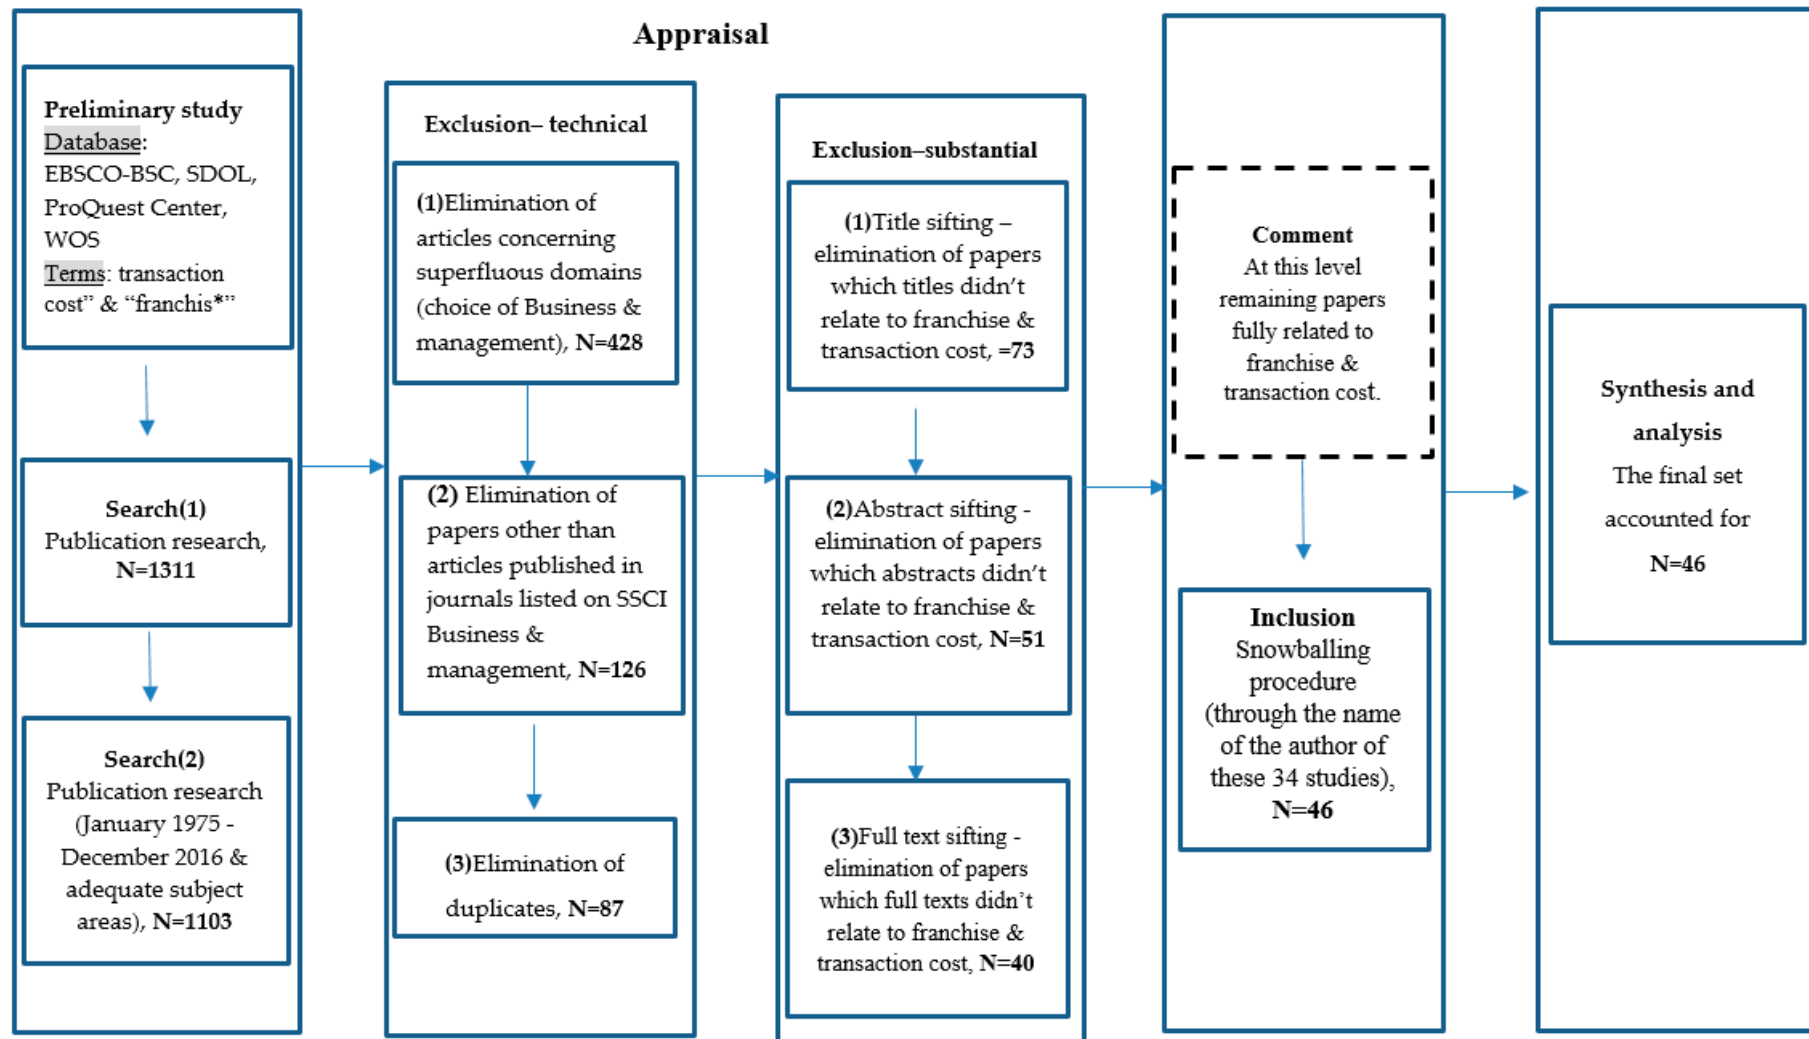 Appraisal
Preliminary study
Database:
EBSCO-BSC, SDOL,
ProQuest Center,
WOS
Terms: transaction
cost” & “franchis*”
Search(1)
Publication research,
N=1311
Search(2)
Publication research
(January 1975 -
December 2016 &
adequate subject
areas), N=1103
Exclusion– technical
(1)Elimination of
articles concerning
superfluous domains
(choice of Business &
management), N=428
(2) Elimination of
papers other than
articles published in
journals listed on SSCI
Business &
management, N=126
(3)Elimination of
duplicates, N=87
Exclusion–substantial
(1)Title sifting –
elimination of papers
which titles didn’t
relate to franchise &
transaction cost, =73
(2)Abstract sifting -
elimination of papers
which abstracts didn’t
relate to franchise &
transaction cost, N=51
(3)Full text sifting -
elimination of papers
which full texts didn’t
relate to franchise &
transaction cost, N=40
Comment
At this level
remaining papers
fully related to
franchise &
transaction cost.
Inclusion
Snowballing
procedure
(through the name
of the author of
these 34 studies),
N=46
Synthesis and
analysis
The final set
accounted for
N=46